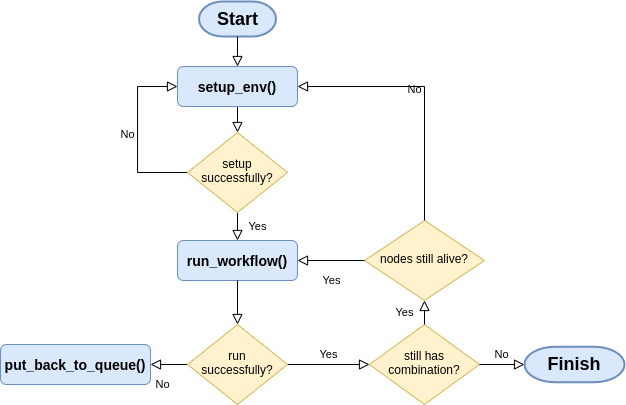 Start
setup_env()
No
No
setup
successfully?
Yes
run_workflow()
nodes still alive?
Yes
Yes
put_back_to_queue()
No
run
successfully?
Yes
still has
combination?
No
Finish